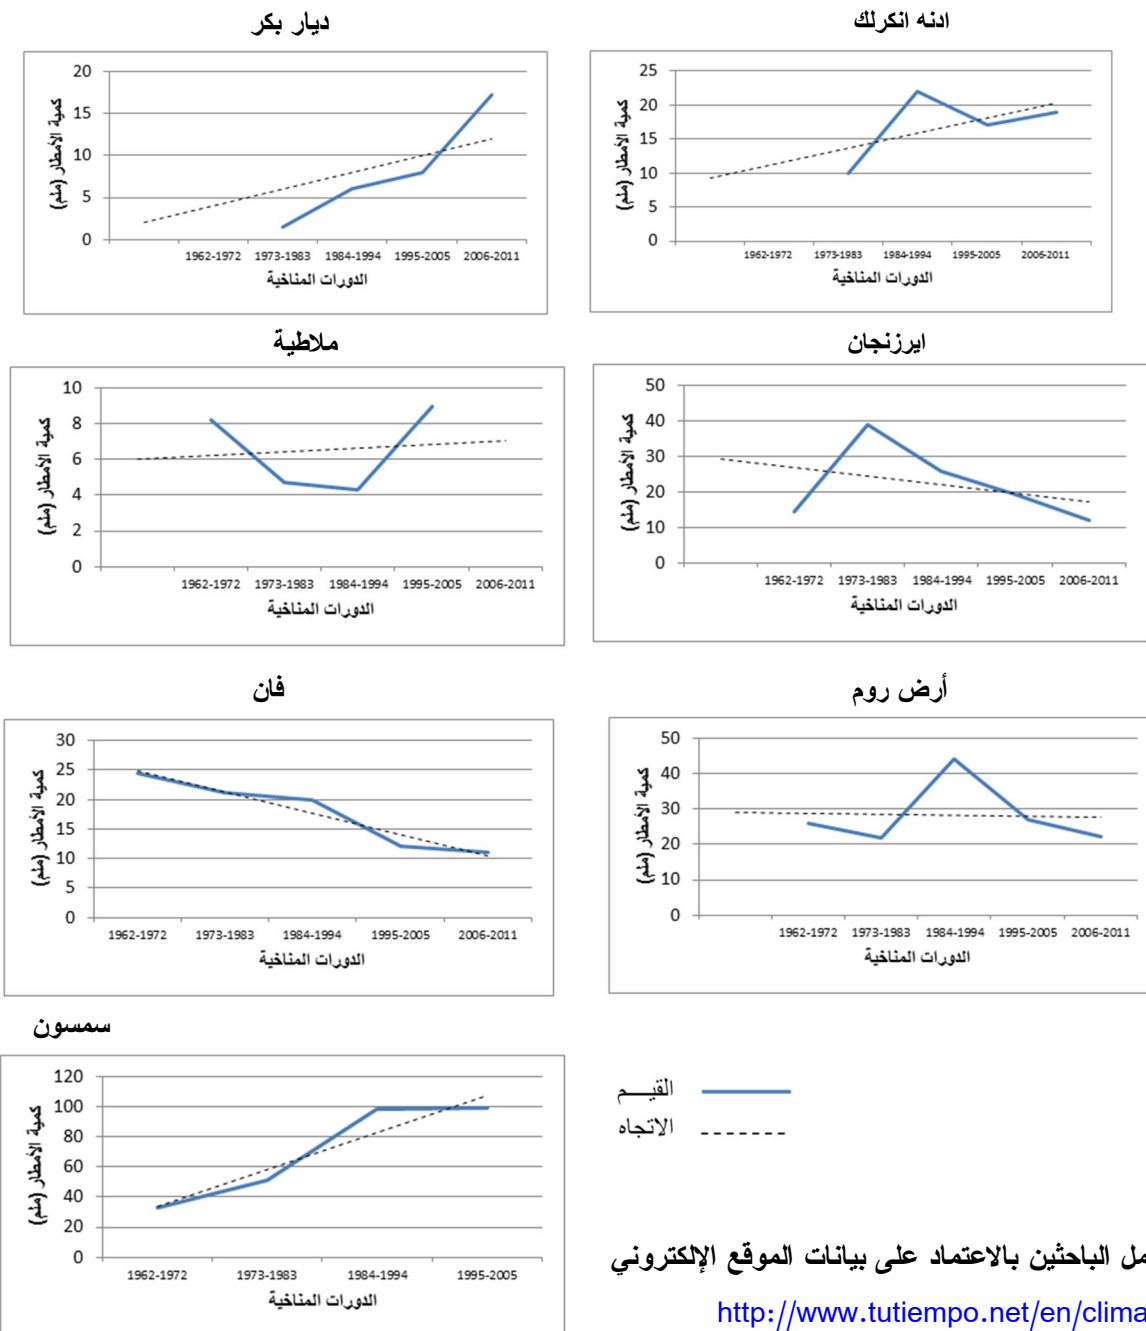 ادنه انكرلك
25
20
15
10
5
0
كمية الأمطار (ملم)
1962-1972 1973-1983 1984-1994 1995-2005 2006-2011
الدورات المناخية
ديار بكر
20
15
10
5
0
كمية الأمطار (ملم)
1962-1972 1973-1983 1984-1994 1995-2005 2006-2011
الدورات المناخية
ايرزنجان
50
40
30
20
10
0
كمية الأمطار (ملم)
1962-1972 1973-1983 1984-1994 1995-2005 2006-2011
الدورات المناخية
ملاطية
10
8
6
4
2
0
كمية الأمطار (ملم)
1962-1972 1973-1983 1984-1994 1995-2005 2006-2011
الدورات المناخية
أرض روم
50
40
30
20
10
0
كمية الأمطار (ملم)
1962-1972 1973-1983 1984-1994 1995-2005 2006-2011
الدورات المناخية
فان
30
25
20
15
10
5
0
كمية الأمطار (ملم)
1962-1972 1973-1983 1984-1994 1995-2005 2006-2011
الدورات المناخية
سمسون
120
100
80
60
40
20
0
كمية الأمطار (ملم)
1962-1972 1973-1983 1984-1994 1995-2005
الدورات المناخية
القيـــم
الاتجاه
مل الباحثين بالاعتماد على بيانات الموقع الإلكتروني
http://www.tutiempo.net/en/clima